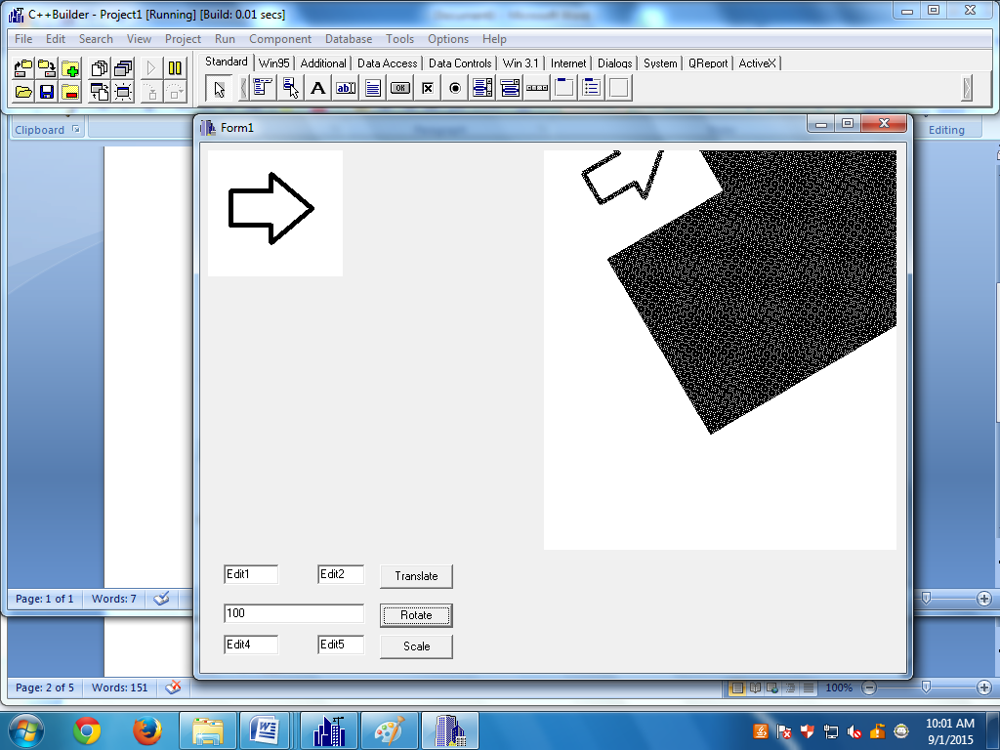 C++Builder - Project1 [Running] [Build: 0.01 secs]
File Edit Search View Project Run Component Database Tools Options Help
Standard Win95 Additional Data Access Data Controls Win 3.1 Internet Dialogs System QReport ActiveX
A ab OK
Clipboard
Editing
Form1
Edit1 Edit2 Translate
100 Rotate
Edit4 Edit5 Scale
Page: 1 of 1 Words: 7
Page: 2 of 5 Words: 151
100%
10:01 AM
9/1/2015